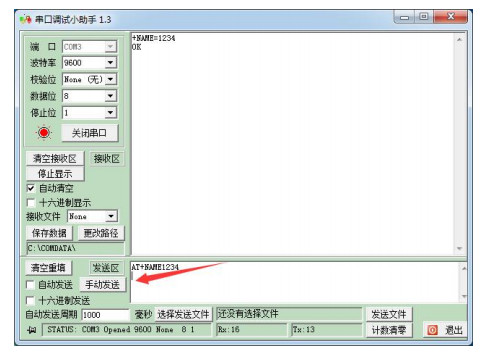 串口调试小助手 1.3
+NAME=1234
OK
端 口 COM3
波特率 9600
校验位 None (无)
数据位 8
停止位 1
关闭串口
清空接收区 接收区
停止显示
自动清空
十六进制显示
接收文件 None
保存数据 更改路径
C:\COMDATA\
清空重填 发送区 AT+NAME1234
自动发送 手动发送
十六进制发送
自动发送周期 1000 毫秒 选择发送文件 还没有选择文件 发送文件
STATUS: COM3 Opened 9600 None 8 1 Rx:16 Tx:13 计数清零 退出